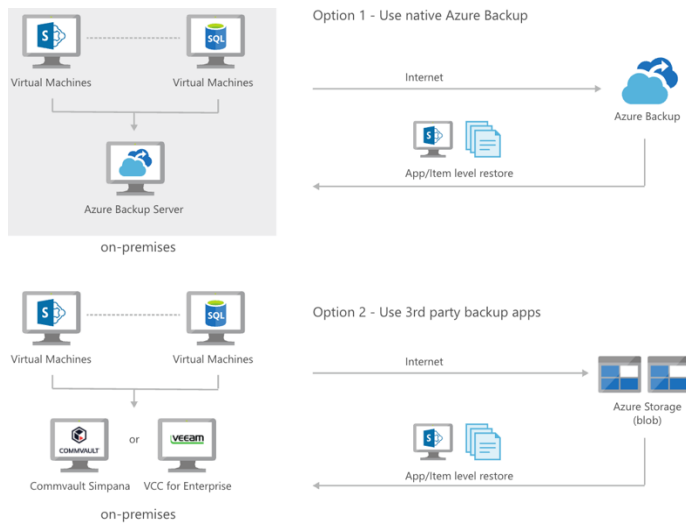 Option 1 - Use native Azure Backup
S
SQL
Virtual Machines
Virtual Machines
Internet
Azure Backup
S
App/Item level restore
Azure Backup Server
on-premises
Option 2 - Use 3rd party backup apps
S
SQL
Virtual Machines
Virtual Machines
Internet
Azure Storage
(blob)
COMMVAULT
or
veeam
S
App/Item level restore
Commvault Simpana
VCC for Enterprise
on-premises